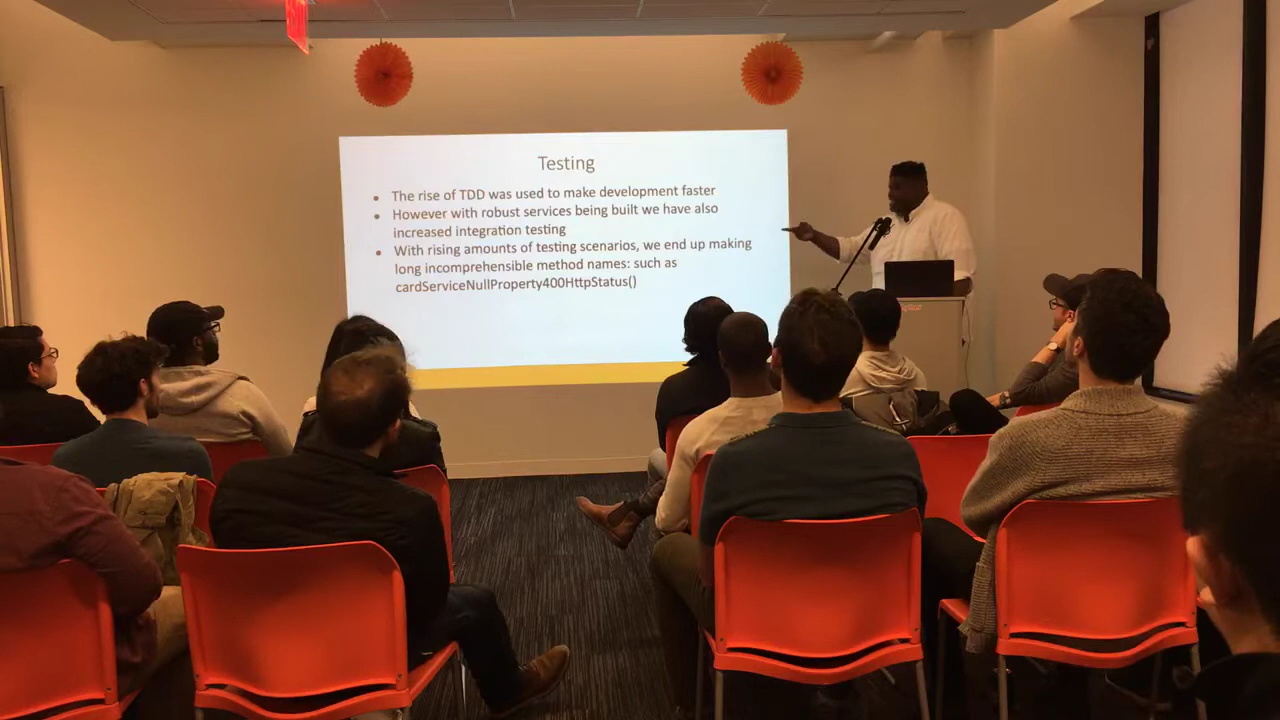 Testing
• The rise of TDD was used to make development faster
• However with robust services being built we have also
increased integration testing
• With rising amounts of testing scenarios, we end up making
long incomprehensible method names: such as
cardServiceNullProperty400HttpStatus()